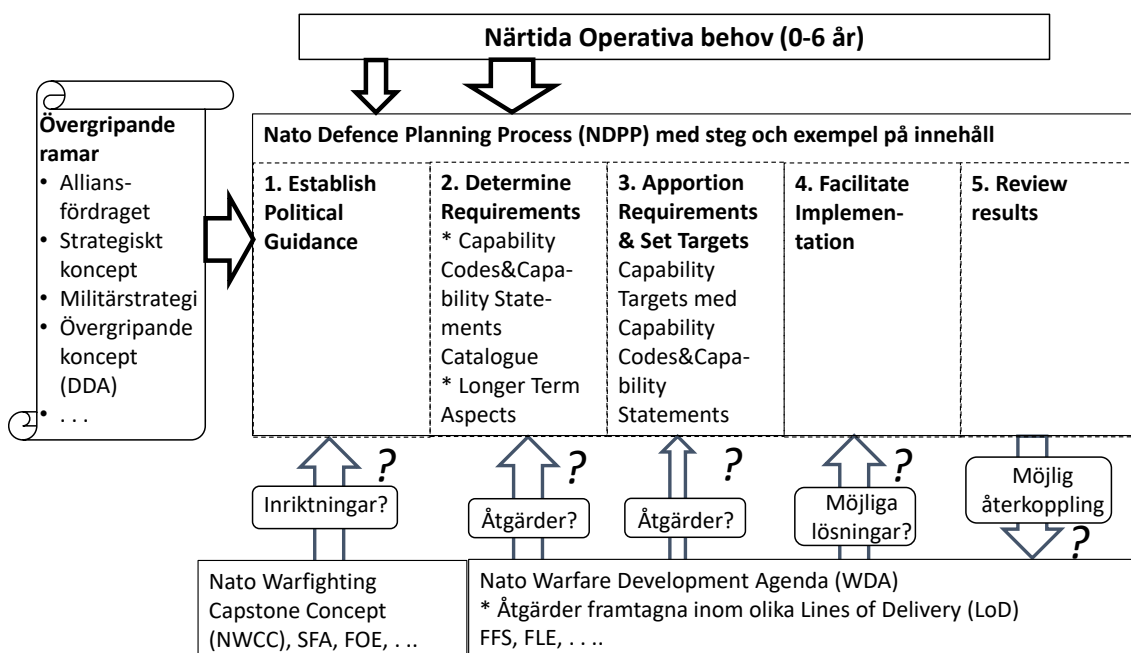 Närtida Operativa behov (0-6 år)
Övergripande
ramar
• Allians-
fördraget
• Strategiskt
koncept
• Militärstrategi
• Övergripande
koncept
(DDA)
• . . .
Nato Defence Planning Process (NDPP) med steg och exempel på innehåll
1. Establish
Political
Guidance
2. Determine
Requirements
* Capability
Codes&Capa-
bility State-
ments
Catalogue
* Longer Term
Aspects
3. Apportion
Requirements
& Set Targets
Capability
Targets med
Capability
Codes&Capa-
bility
Statements
4. Facilitate
Implemen-
tation
5. Review
results
?
Inriktningar?
?
Åtgärder?
?
Åtgärder?
?
Möjliga
lösningar?
Möjlig
återkoppling
?
Nato Warfighting
Capstone Concept
(NWCC), SFA, FOE, . ..
Nato Warfare Development Agenda (WDA)
* Åtgärder framtagna inom olika Lines of Delivery (LoD)
FFS, FLE, . . ..